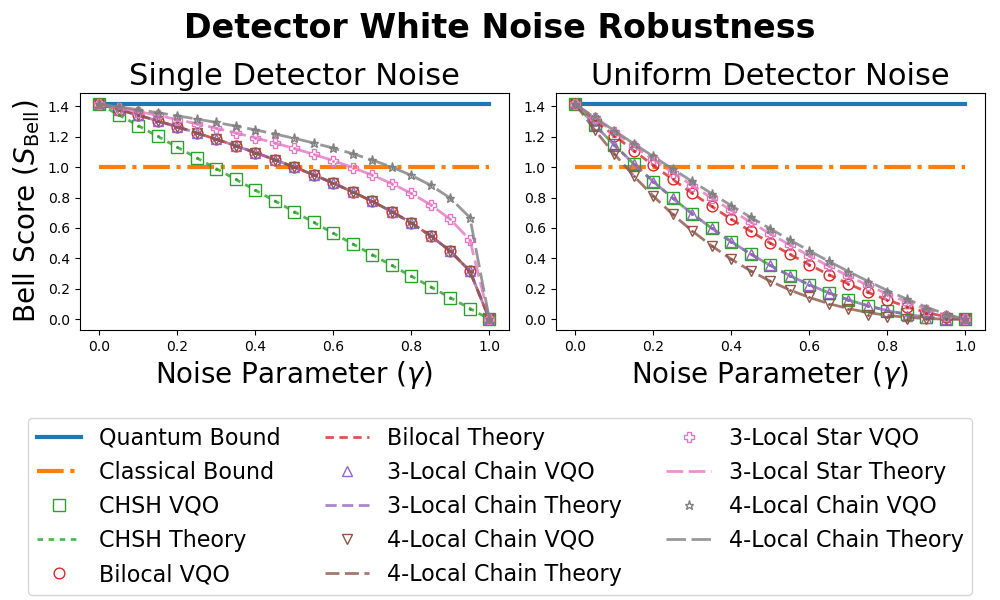 Detector White Noise Robustness
Single Detector Noise
Uniform Detector Noise
Bell Score (S_Bell)
1.4
1.2
1.0
0.8
0.6
0.4
0.2
0.0
0.0 0.2 0.4 0.6 0.8 1.0
Noise Parameter (γ)
1.4
1.2
1.0
0.8
0.6
0.4
0.2
0.0
0.0 0.2 0.4 0.6 0.8 1.0
Noise Parameter (γ)
Quantum Bound
Classical Bound
CHSH VQO
CHSH Theory
Bilocal VQO
Bilocal Theory
3-Local Chain VQO
3-Local Chain Theory
4-Local Chain VQO
4-Local Chain Theory
3-Local Star VQO
3-Local Star Theory
4-Local Chain VQO
4-Local Chain Theory